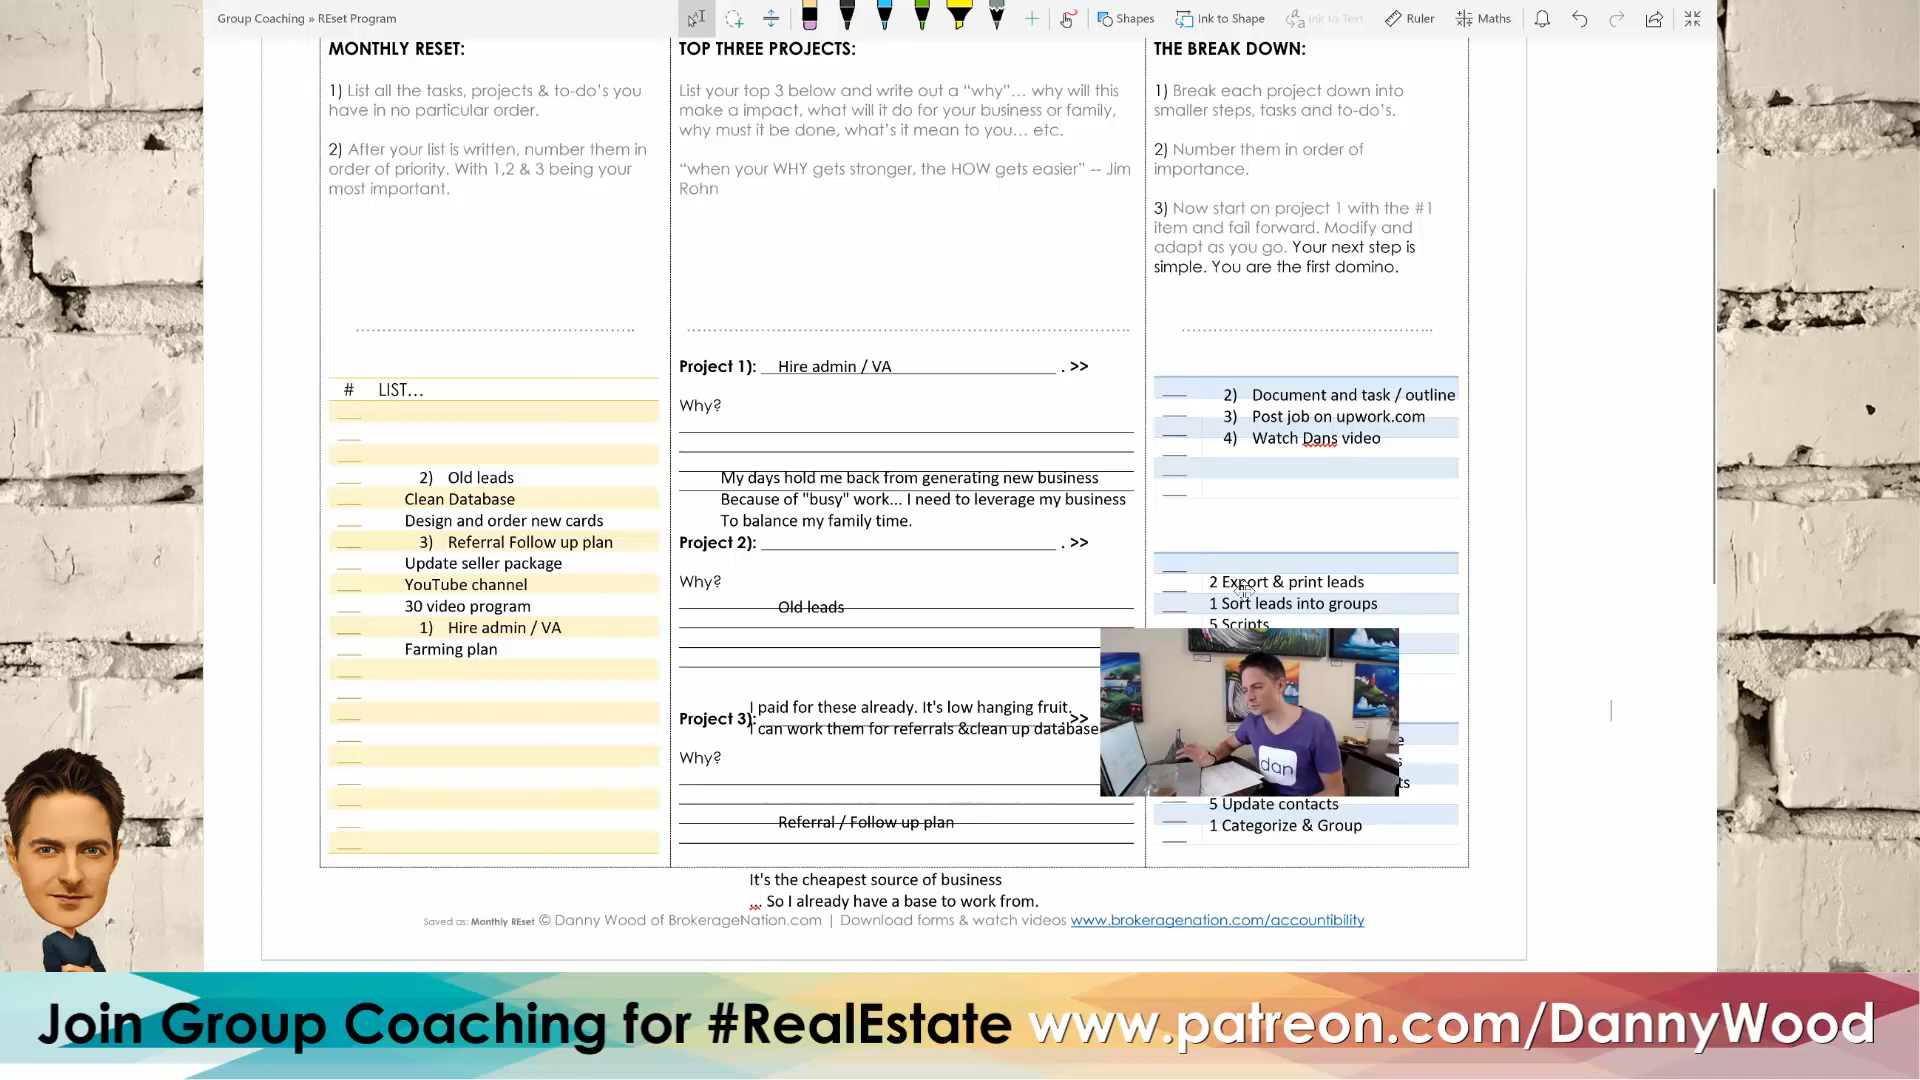 Group Coaching » REset Program
Shapes
Ink to Shape
Ink to Text
Ruler
Maths
MONTHLY RESET:
1) List all the tasks, projects & to-do's you
have in no particular order.
2) After your list is written, number them in
order of priority. With 1,2 & 3 being your
most important.
# LIST...
2) Old leads
Clean Database
Design and order new cards
3) Referral Follow up plan
Update seller package
YouTube channel
30 video program
1) Hire admin / VA
Farming plan
TOP THREE PROJECTS:
List your top 3 below and write out a “why”… why will this
make a impact, what will it do for your business or family,
why must it be done, what’s it mean to you… etc.
“when your WHY gets stronger, the HOW gets easier” -- Jim
Rohn
Project 1): Hire admin / VA . >>
Why?
My days hold me back from generating new business
Because of "busy" work... I need to leverage my business
To balance my family time.
Project 2): . >>
Why?
Old leads
I paid for these already. It's low hanging fruit.
Project 3): . >>
I can work them for referrals &clean up database
Why?
Referral / Follow up plan
It's the cheapest source of business
... So I already have a base to work from.
THE BREAK DOWN:
1) Break each project down into
smaller steps, tasks and to-do's.
2) Number them in order of
importance.
3) Now start on project 1 with the #1
item and fail forward. Modify and
adapt as you go. Your next step is
simple. You are the first domino.
2) Document and task / outline
3) Post job on upwork.com
4) Watch Dans video
2 Export & print leads
1 Sort leads into groups
5 Scripts
5 Update contacts
1 Categorize & Group
dan
Saved as: Monthly REset © Danny Wood of BrokerageNation.com | Download forms & watch videos www.brokeragenation.com/accountibility
Join Group Coaching for #RealEstate www.patreon.com/DannyWood